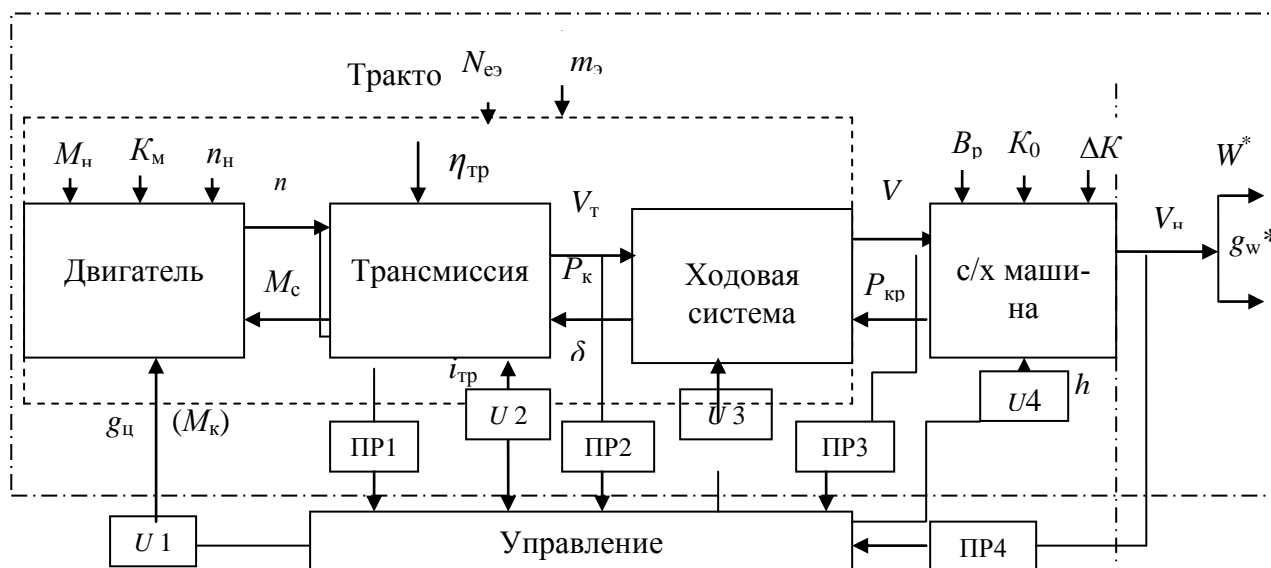 Тракто
Nеэ
mэ
Mн
Kм
nн
n
ηтр
Vт
V
Bр
K0
ΔK
W*
Vн
gw*
Двигатель
Mс
Трансмиссия
Pк
Ходовая
система
Pкр
с/х маши-
на
iтр
δ
gц
(Mк)
U 2
U 3
U4
h
ПР1
ПР2
ПР3
U 1
Управление
ПР4